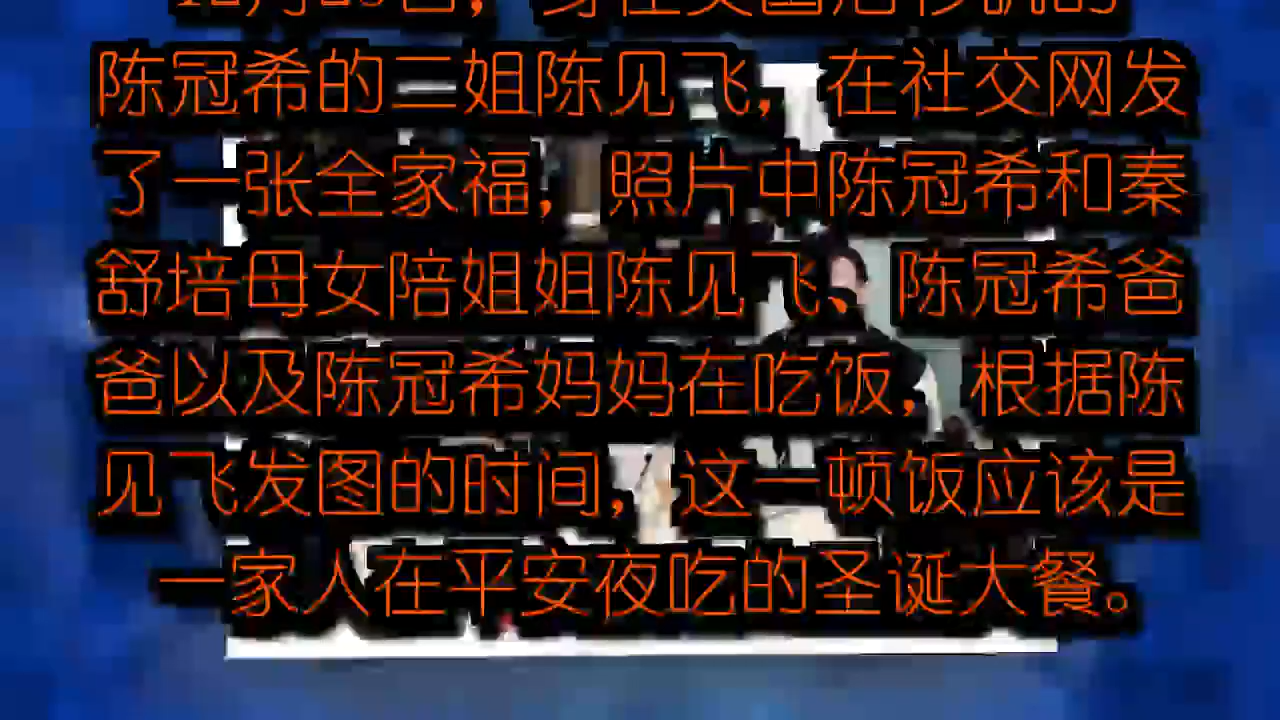 陈冠希的二姐陈见飞，在社交网发
了一张全家福，照片中陈冠希和秦
舒培母女陪姐姐陈见飞、陈冠希爸
爸以及陈冠希妈妈在吃饭，根据陈
见飞发图的时间，这一顿饭应该是
一家人在平安夜吃的圣诞大餐。